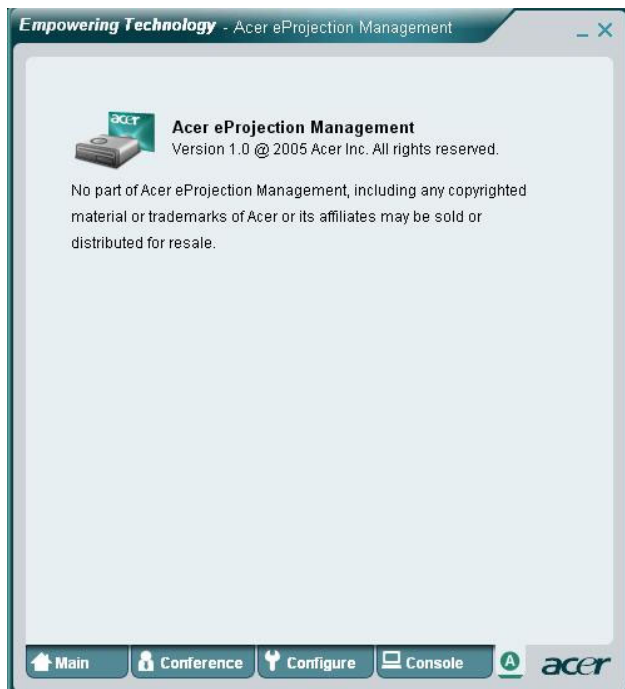 Empowering Technology - Acer eProjection Management
acer
Acer eProjection Management
Version 1.0 @ 2005 Acer Inc. All rights reserved.
No part of Acer eProjection Management, including any copyrighted
material or trademarks of Acer or its affiliates may be sold or
distributed for resale.
Main Conference Configure Console A acer